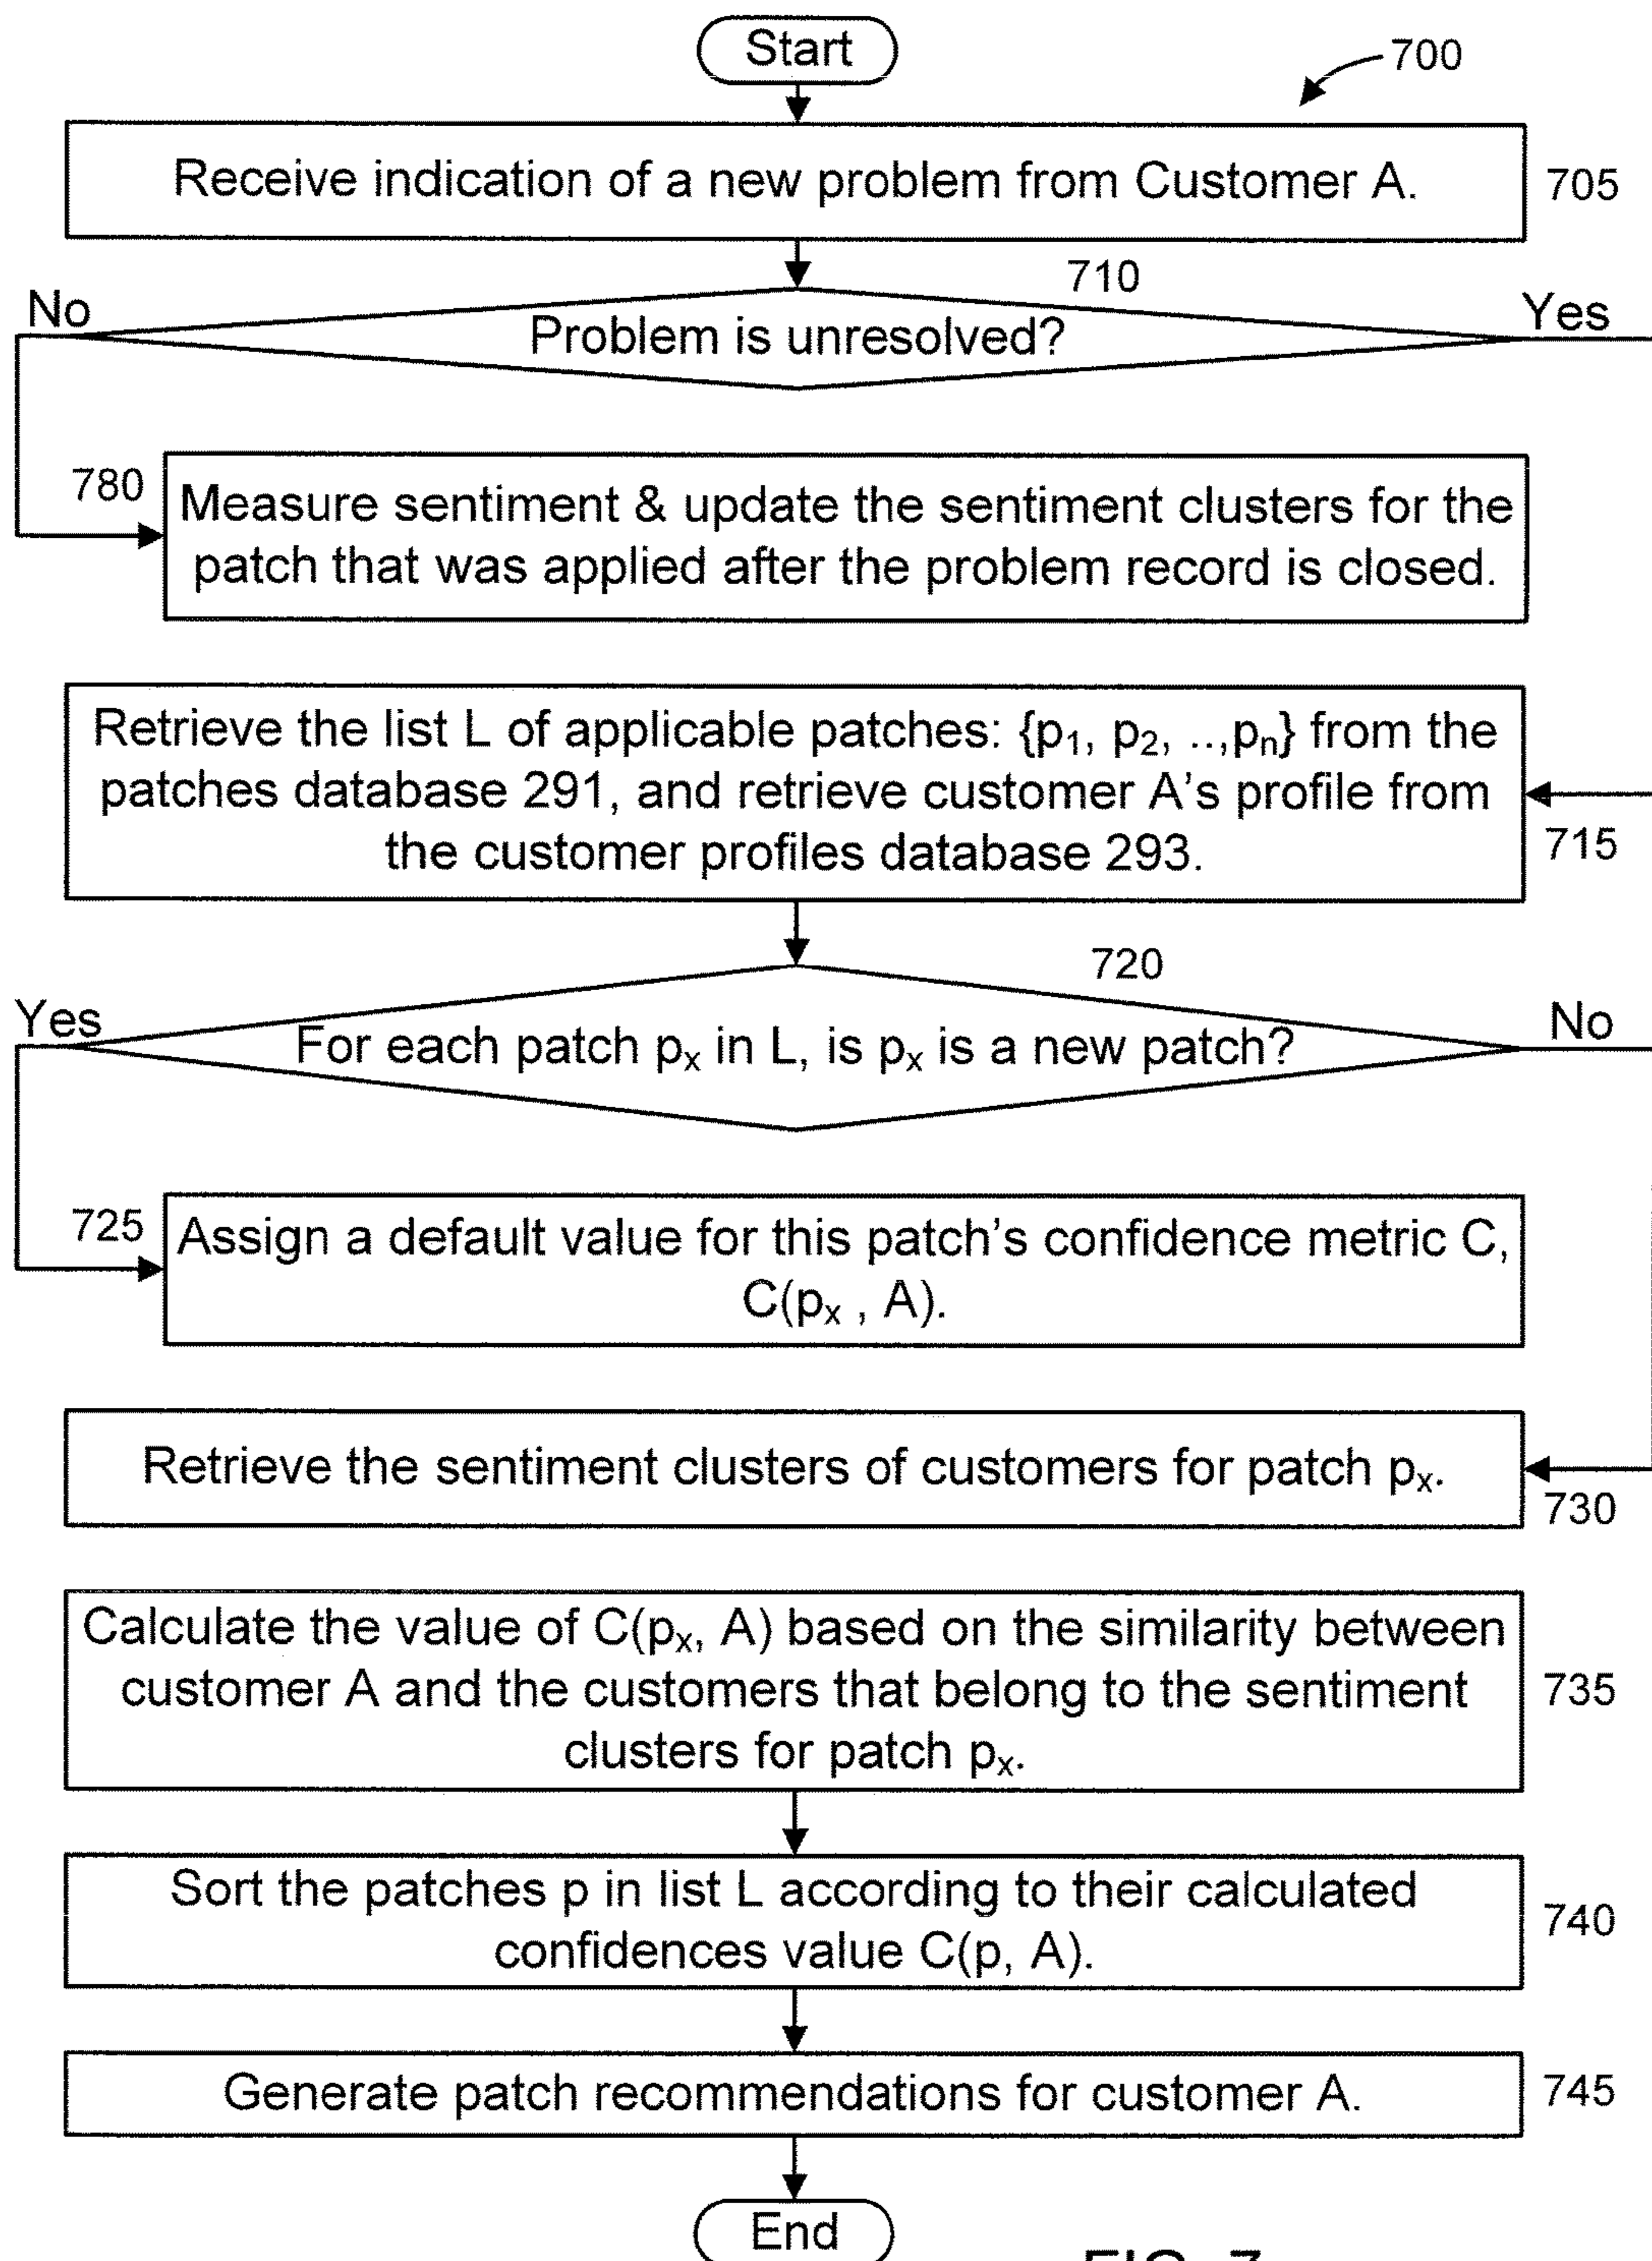 Start
700
Receive indication of a new problem from Customer A.
705
710
No
Yes
Problem is unresolved?
780
Measure sentiment & update the sentiment clusters for the
patch that was applied after the problem record is closed.
Retrieve the list L of applicable patches: {p₁, p₂, ..,pₙ} from the
patches database 291, and retrieve customer A's profile from
the customer profiles database 293.
715
720
Yes
No
For each patch pₓ in L, is pₓ is a new patch?
725
Assign a default value for this patch's confidence metric C,
C(pₓ , A).
Retrieve the sentiment clusters of customers for patch pₓ.
730
Calculate the value of C(pₓ, A) based on the similarity between
customer A and the customers that belong to the sentiment
clusters for patch pₓ.
735
Sort the patches p in list L according to their calculated
confidences value C(p, A).
740
Generate patch recommendations for customer A.
745
End